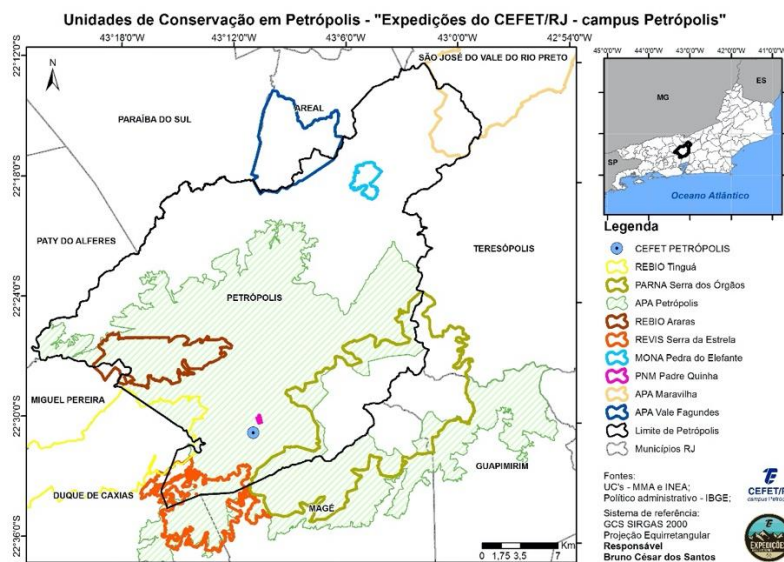 Unidades de Conservação em Petrópolis - "Expedições do CEFET/RJ - campus Petrópolis"
43°18'0"O
43°12'0"O
43°6'0"O
43°0'0"O
42°54'0"O
22°12'0"S
22°18'0"S
22°24'0"S
22°30'0"S
22°36'0"S
N
SÃO JOSÉ DO VALE DO RIO PRETO
AREAL
PARAÍBA DO SUL
PATY DO ALFERES
TERESÓPOLIS
PETRÓPOLIS
MIGUEL PEREIRA
DUQUE DE CAXIAS
MAGÉ
GUAPIMIRIM
0 1,75 3,5 7
Km
45°0'0"O 44°0'0"O 43°0'0"O 42°0'0"O 41°0'0"O
MG
ES
SP
Oceano Atlântico
Legenda
CEFET PETRÓPOLIS
REBIO Tinguá
PARNA Serra dos Órgãos
APA Petrópolis
REBIO Araras
REVIS Serra da Estrela
MONA Pedra do Elefante
PNM Padre Quinha
APA Maravilha
APA Vale Fagundes
Limite de Petrópolis
Municípios RJ
Fontes:
UC's - MMA e INEA;
Político administrativo - IBGE;
Sistema de referência:
GCS SIRGAS 2000
Projeção Equirretangular
Responsável
Bruno César dos Santos
CEFET/R
EXPEDIÇÕES